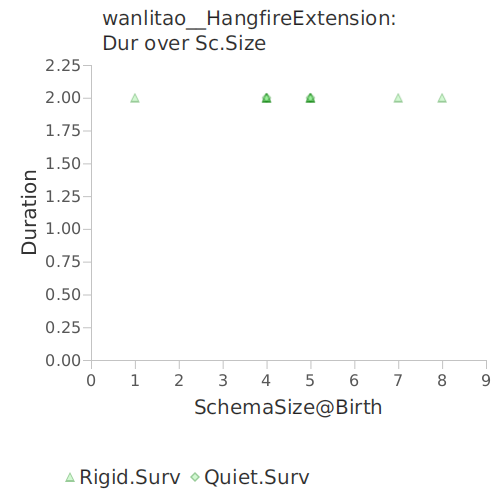 wanlitao__HangfireExtension:
Dur over Sc.Size
2.25
2.00
1.75
1.50
1.25
1.00
0.75
0.50
0.25
0.00
Duration
0 1 2 3 4 5 6 7 8 9
SchemaSize@Birth
Rigid.Surv Quiet.Surv